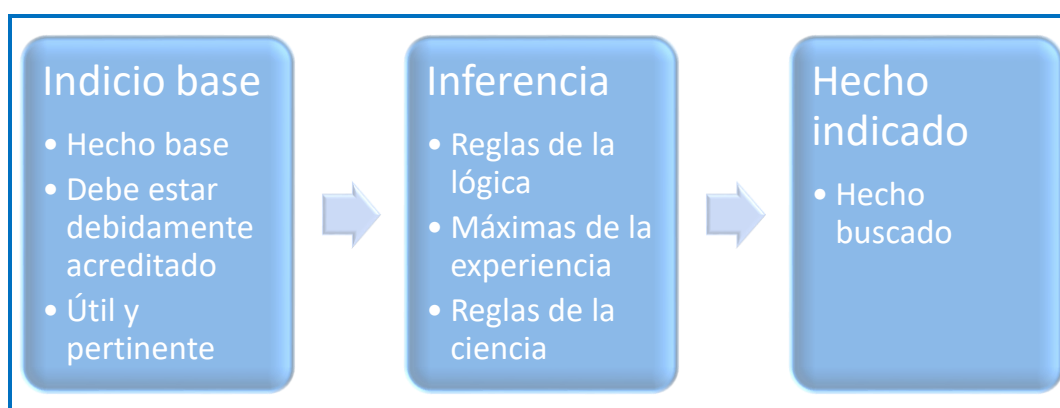 Indicio base
• Hecho base
• Debe estar
debidamente
acreditado
• Útil y
pertinente
Inferencia
• Reglas de la
lógica
• Máximas de la
experiencia
• Reglas de la
ciencia
Hecho
indicado
• Hecho
buscado